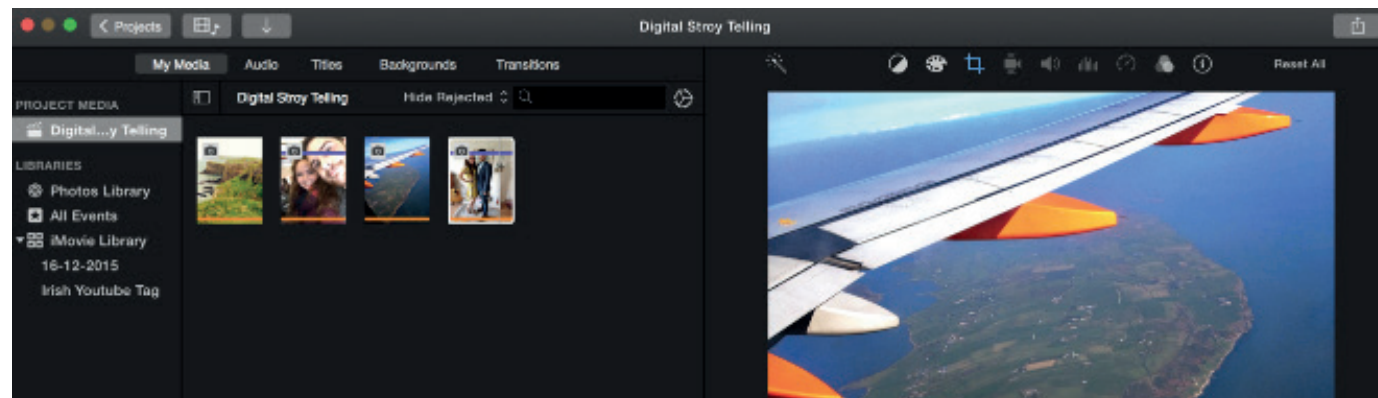 Projects
Digital Stroy Telling
My Media Audio Titles Backgrounds Transitions
Reset All
PROJECT MEDIA
Digital Stroy Telling Hide Rejected
Digital...y Telling
LIBRARIES
Photos Library
All Events
iMovie Library
16-12-2015
Irish Youtube Tag